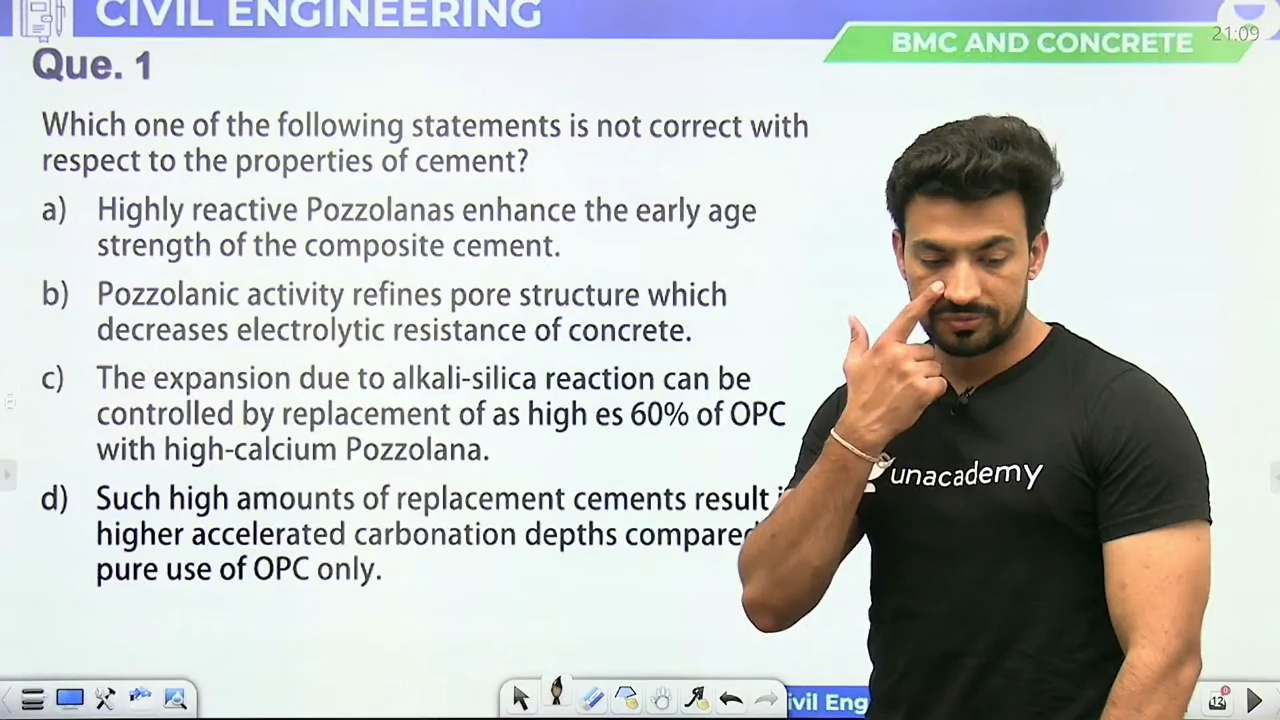 CIVIL ENGINEERING
BMC AND CONCRETE
21:09
Que. 1
Which one of the following statements is not correct with
respect to the properties of cement?
a) Highly reactive Pozzolanas enhance the early age
strength of the composite cement.
b) Pozzolanic activity refines pore structure which
decreases electrolytic resistance of concrete.
c) The expansion due to alkali-silica reaction can be
controlled by replacement of as high es 60% of OPC
with high-calcium Pozzolana.
d) Such high amounts of replacement cements result
higher accelerated carbonation depths compared
pure use of OPC only.
unacademy
ivil Eng
12